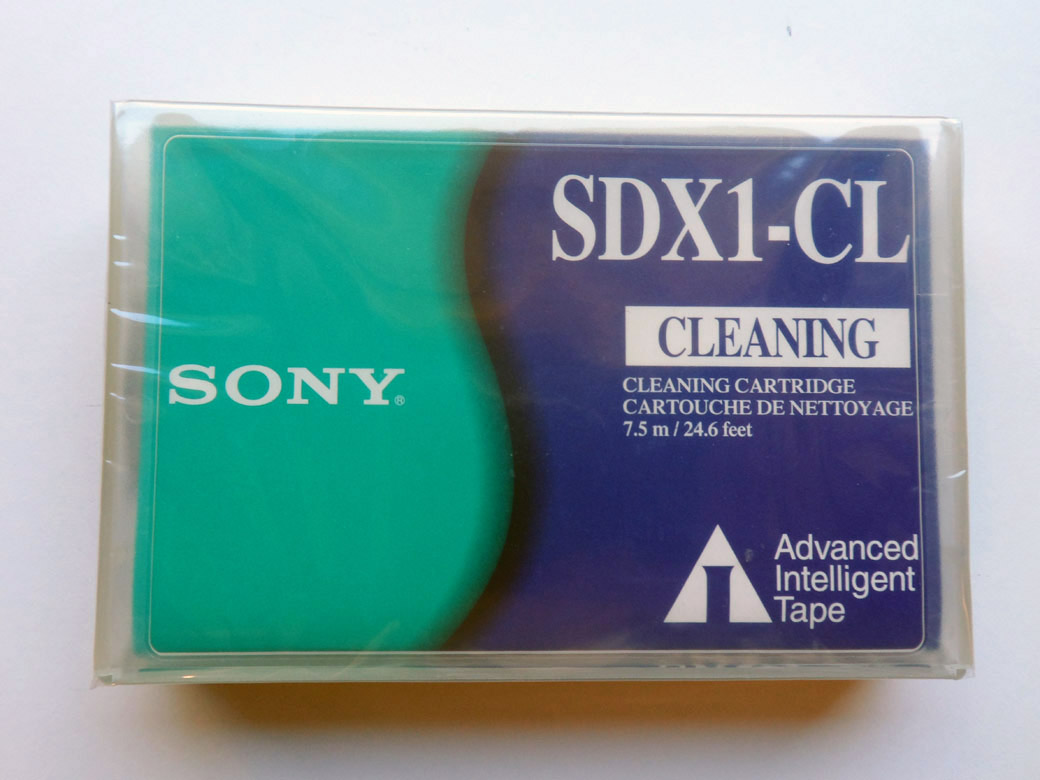 SDX1-CL
CLEANING
CLEANING CARTRIDGE
CARTOUCHE DE NETTOYAGE
7.5 m / 24.6 feet
SONY®
Advanced
Intelligent
Tape